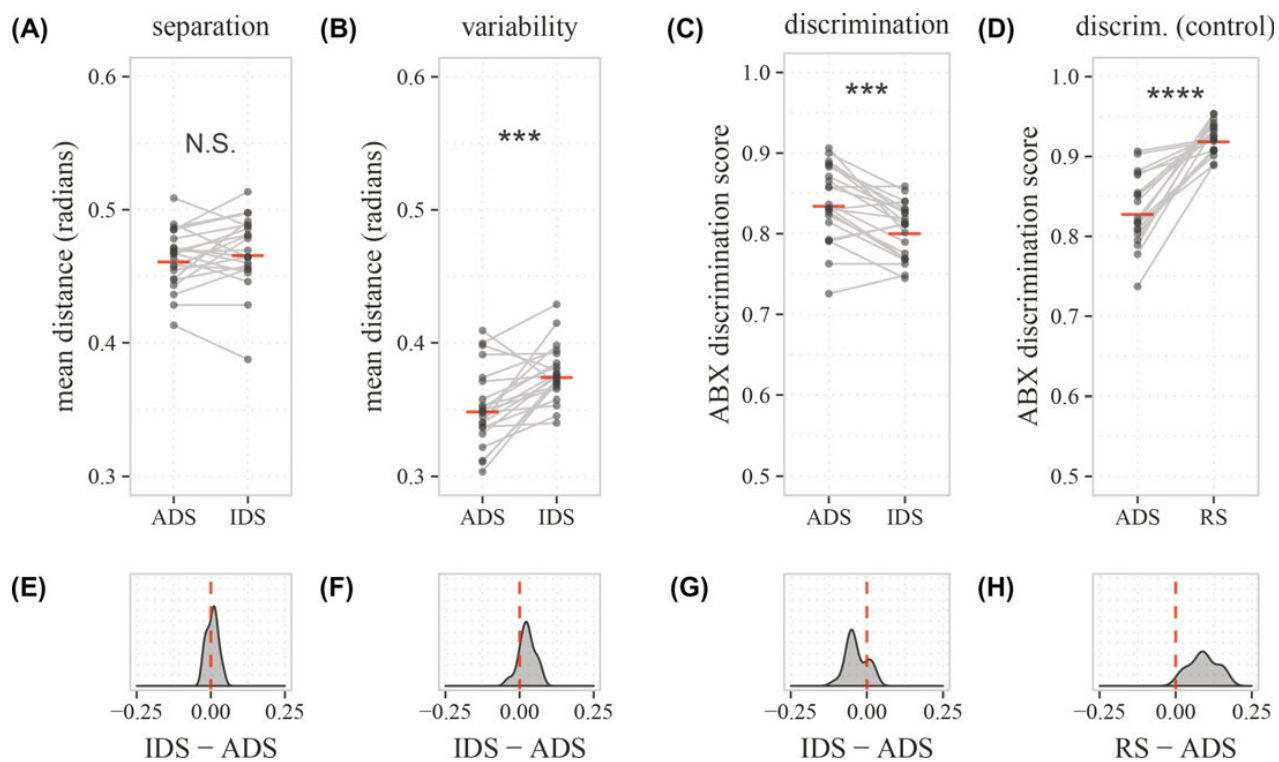 (A) separation
(B) variability
(C) discrimination
(D) discrim. (control)
mean distance (radians)
0.6
0.5
0.4
0.3
N.S.
ADS IDS
mean distance (radians)
0.6
0.5
0.4
0.3
***
ADS IDS
ABX discrimination score
1.0
0.9
0.8
0.7
0.6
0.5
***
ADS IDS
ABX discrimination score
1.0
0.9
0.8
0.7
0.6
0.5
****
ADS RS
(E)
−0.25 0.00 0.25
IDS − ADS
(F)
−0.25 0.00 0.25
IDS − ADS
(G)
−0.25 0.00 0.25
IDS − ADS
(H)
−0.25 0.00 0.25
RS − ADS